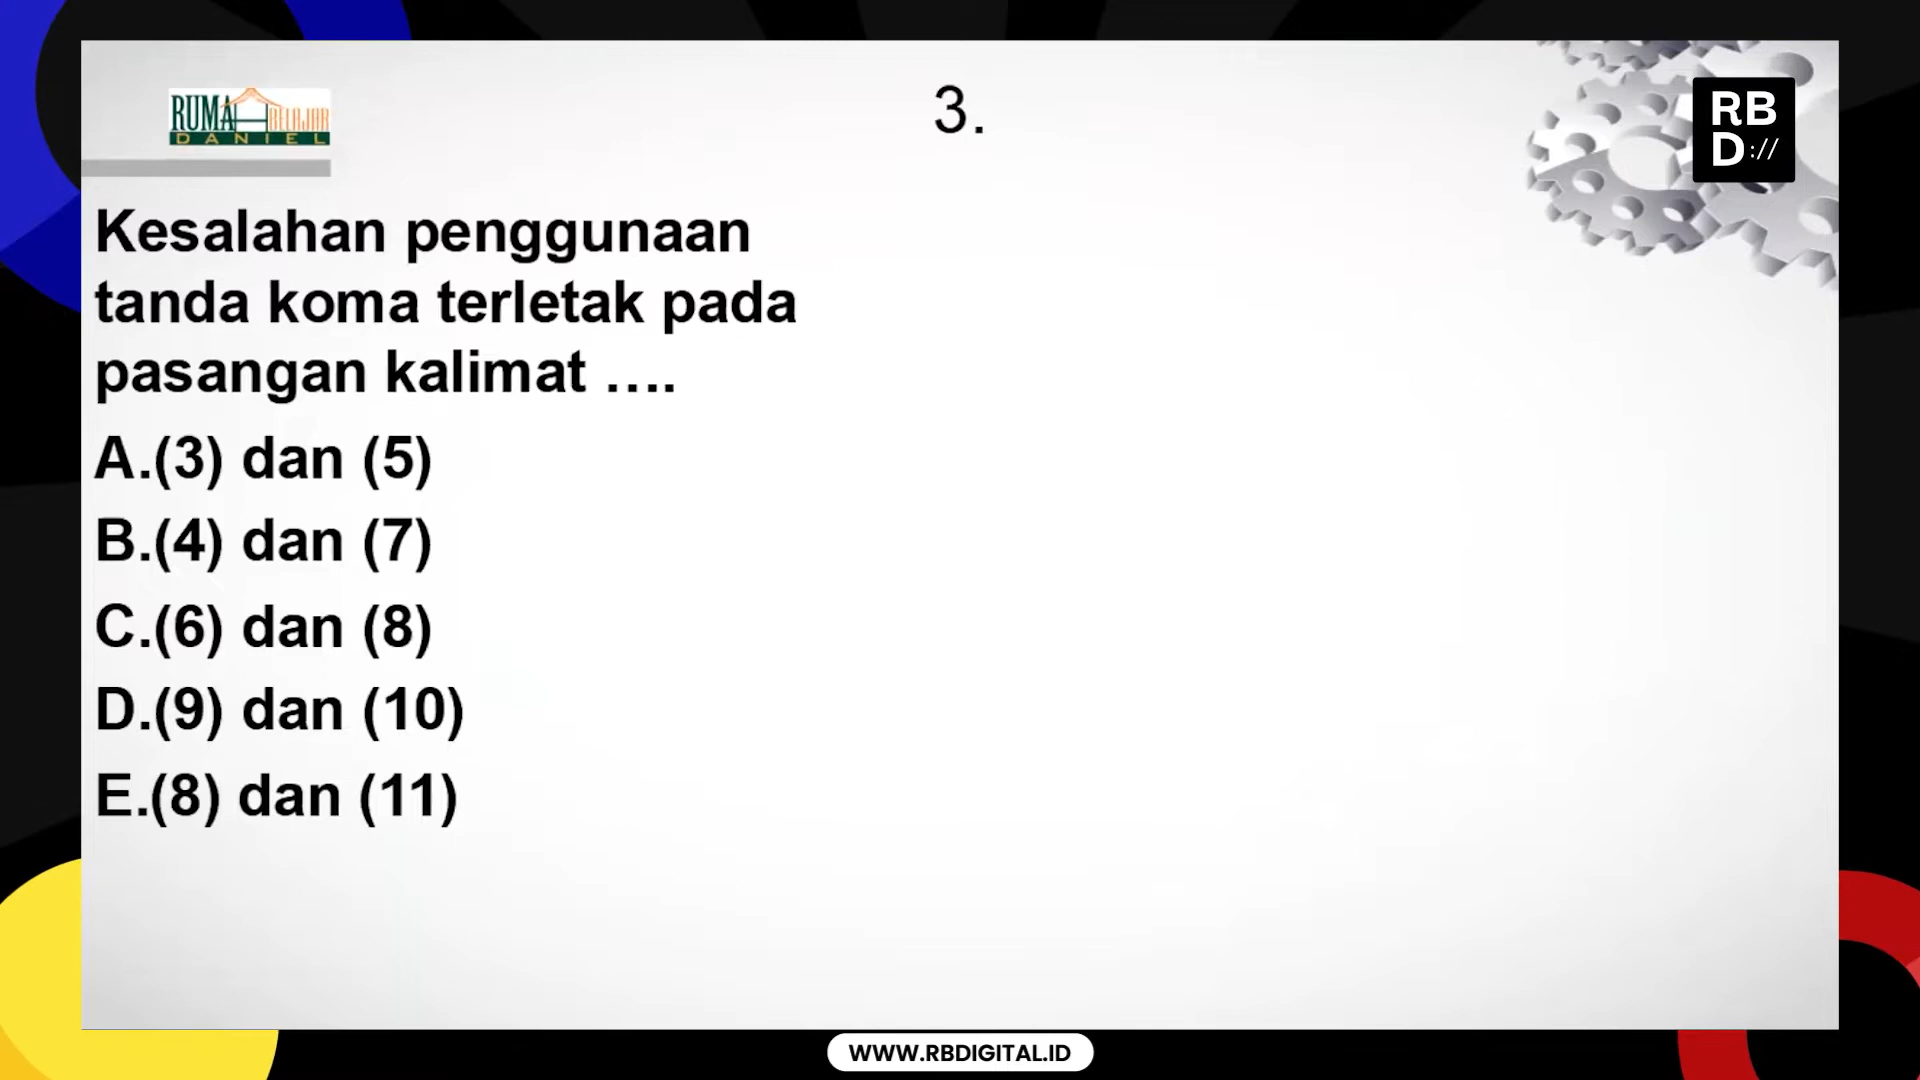 RUMA BELAJAR
DANIEL
3.
RB
D://
Kesalahan penggunaan
tanda koma terletak pada
pasangan kalimat ….
A.(3) dan (5)
B.(4) dan (7)
C.(6) dan (8)
D.(9) dan (10)
E.(8) dan (11)
WWW.RBDIGITAL.ID